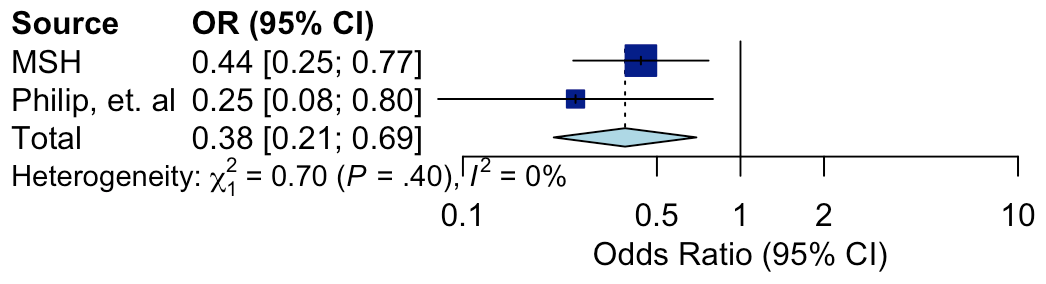 Source OR (95% CI)
MSH 0.44 [0.25; 0.77]
Philip, et. al 0.25 [0.08; 0.80]
Total 0.38 [0.21; 0.69]
Heterogeneity: χ²₁ = 0.70 (P = .40), I² = 0%
0.1 0.5 1 2 10
Odds Ratio (95% CI)